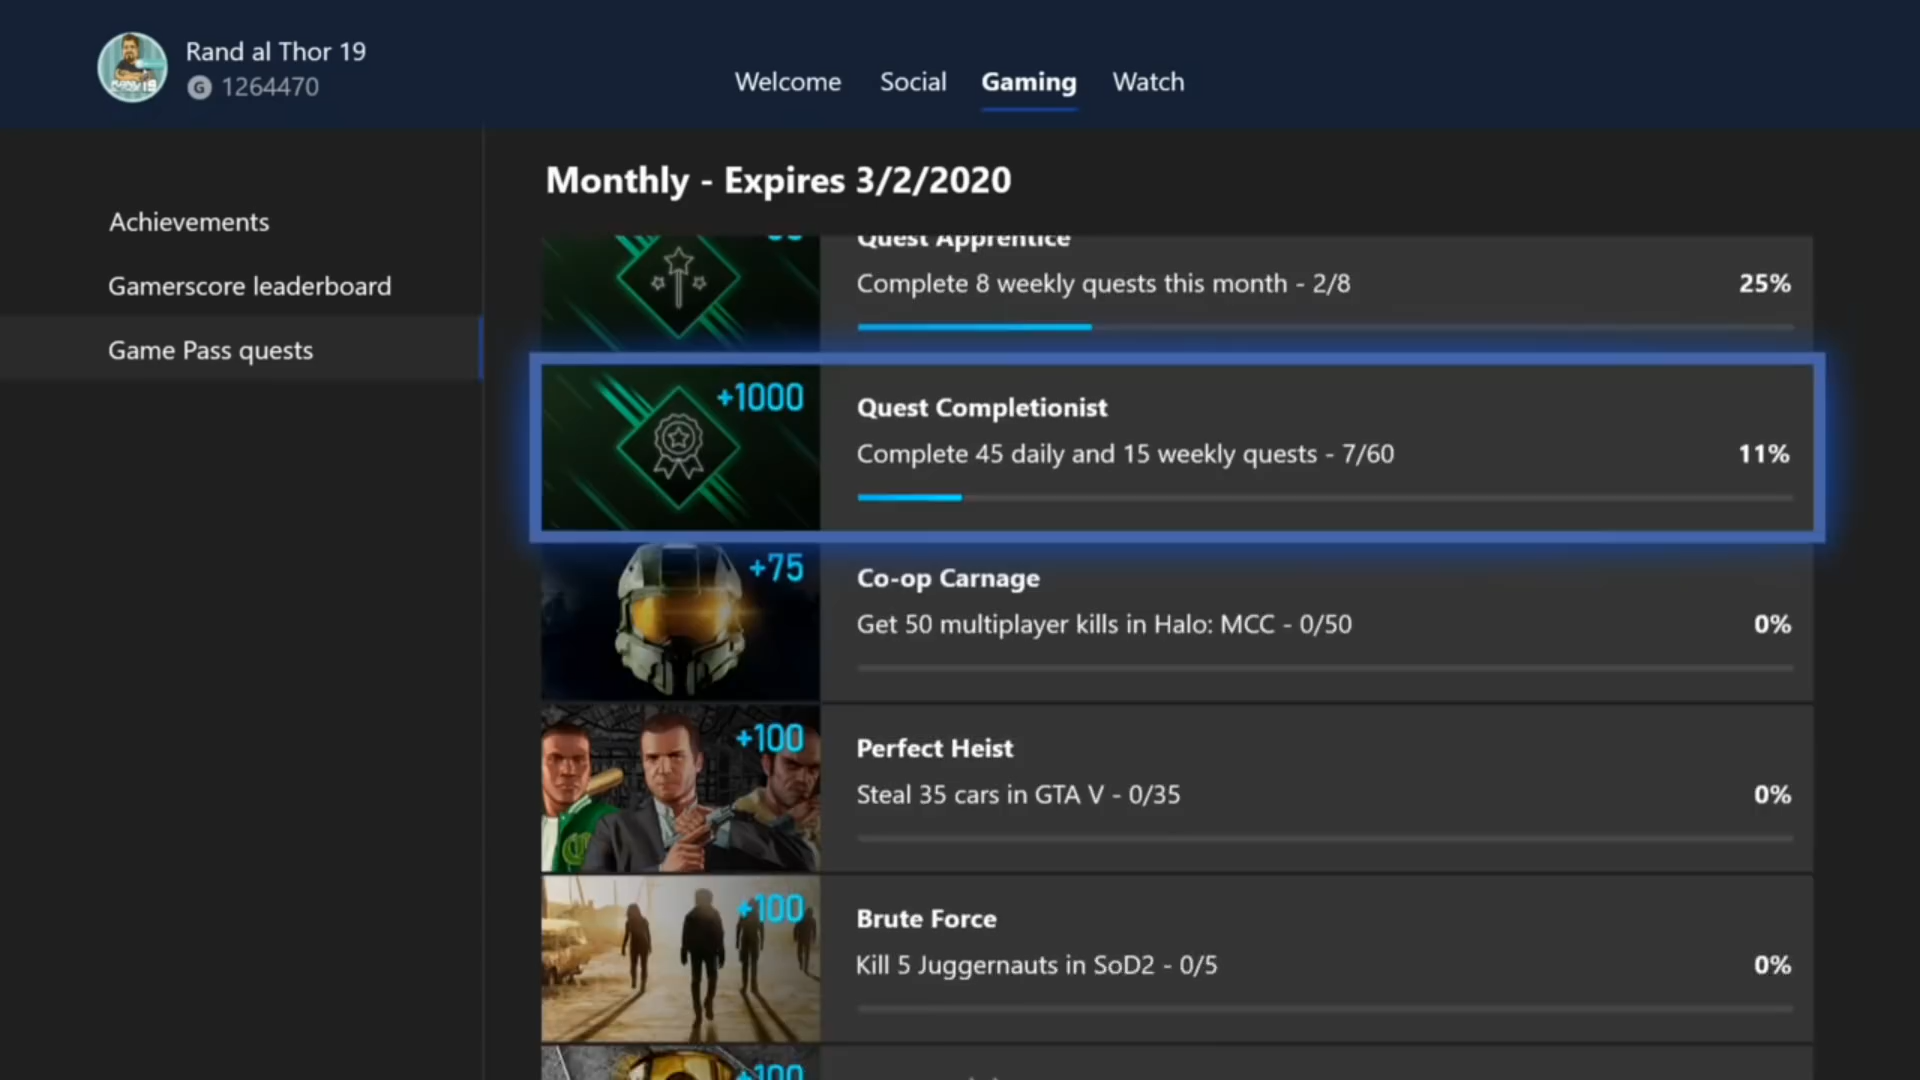 Rand al Thor 19
G 1264470
Welcome Social Gaming Watch
Achievements
Gamerscore leaderboard
Game Pass quests
Monthly - Expires 3/2/2020
Quest Apprentice
Complete 8 weekly quests this month - 2/8
25%
+1000
Quest Completionist
Complete 45 daily and 15 weekly quests - 7/60
11%
+75
Co-op Carnage
Get 50 multiplayer kills in Halo: MCC - 0/50
0%
+100
Perfect Heist
Steal 35 cars in GTA V - 0/35
0%
+100
Brute Force
Kill 5 Juggernauts in SoD2 - 0/5
0%
+100